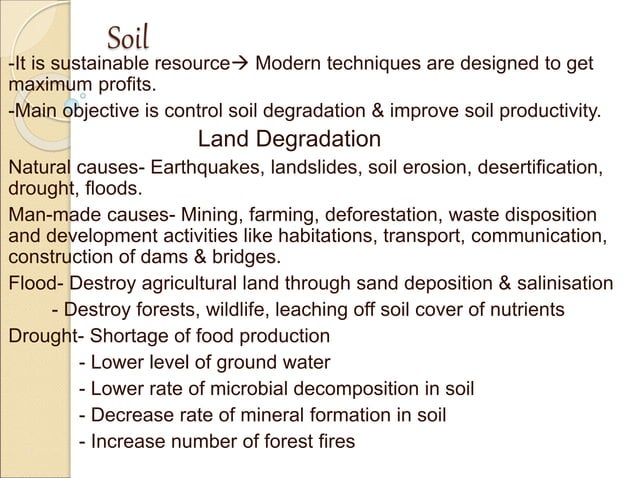 Soil
-It is sustainable resource→ Modern techniques are designed to get
maximum profits.
-Main objective is control soil degradation & improve soil productivity.
Land Degradation
Natural causes- Earthquakes, landslides, soil erosion, desertification,
drought, floods.
Man-made causes- Mining, farming, deforestation, waste disposition
and development activities like habitations, transport, communication,
construction of dams & bridges.
Flood- Destroy agricultural land through sand deposition & salinisation
- Destroy forests, wildlife, leaching off soil cover of nutrients
Drought- Shortage of food production
- Lower level of ground water
- Lower rate of microbial decomposition in soil
- Decrease rate of mineral formation in soil
- Increase number of forest fires